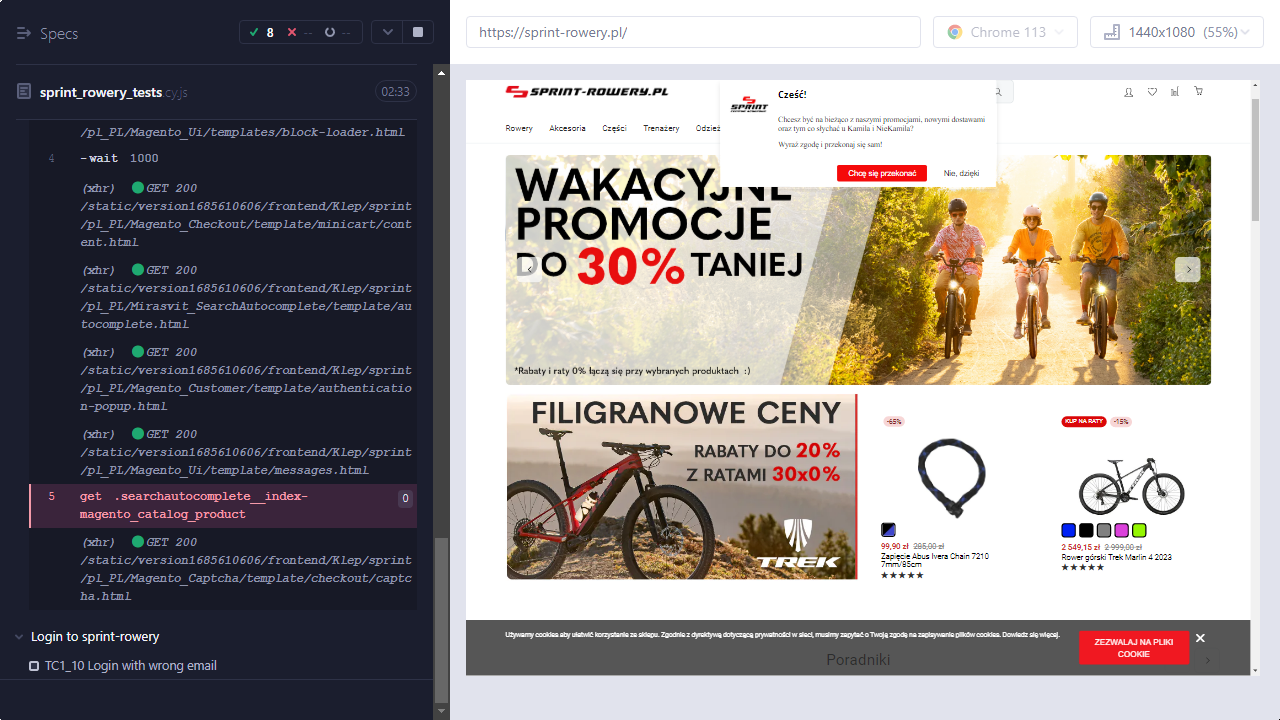 Specs
8
--
--
https://sprint-rowery.pl/
Chrome 113
1440x1080 (55%)
sprint_rowery_tests.cy.js
02:33
/pl_PL/Magento_Ui/templates/block-loader.html
4 -wait 1000
(xhr) GET 200
/static/version1685610606/frontend/Klep/sprint
/pl_PL/Magento_Checkout/template/minicart/cont
ent.html
(xhr) GET 200
/static/version1685610606/frontend/Klep/sprint
/pl_PL/Mirasvit_SearchAutocomplete/template/au
tocomplete.html
(xhr) GET 200
/static/version1685610606/frontend/Klep/sprint
/pl_PL/Magento_Customer/template/authenticatio
n-popup.html
(xhr) GET 200
/static/version1685610606/frontend/Klep/sprint
/pl_PL/Magento_Ui/template/messages.html
5 get .searchautocomplete__index-
magento_catalog_product
0
(xhr) GET 200
/static/version1685610606/frontend/Klep/sprint
/pl_PL/Magento_Captcha/template/checkout/captc
ha.html
Login to sprint-rowery
TC1_10 Login with wrong email
SPRINT-ROWERY.PL
Rowery Akcesoria Części Trenażery Odzież
SPRINT
Cześć!
Chcesz być na bieżąco z naszymi promocjami, nowymi dostawami
oraz tym co słychać u Kamila i NieKamila?
Wyraź zgodę i przekonaj się sam!
Chcę się przekonać
Nie, dzięki
WAKACYJNE
PROMOCJE
DO 30% TANIEJ
*Rabaty i raty 0% łączą się przy wybranych produktach :)
FILIGRANOWE CENY
RABATY DO 20%
Z RATAMI 30x0%
TREK
-65%
99,90 zł 285,00 zł
Zapięcie Abus Ivera Chain 7210
7mm/85cm
★★★★★
KUP NA RATY
-15%
2 549,15 zł 2 999,00 zł
Rower górski Trek Marlin 4 2023
★★★★★
Używamy cookies aby ułatwić korzystanie ze sklepu. Zgodnie z dyrektywą dotyczącą prywatności w sieci, musimy zapytać o Twoją zgodę na zapisywanie plików cookies. Dowiedz się więcej.
ZEZWALAJ NA PLIKI
COOKIE
Poradniki